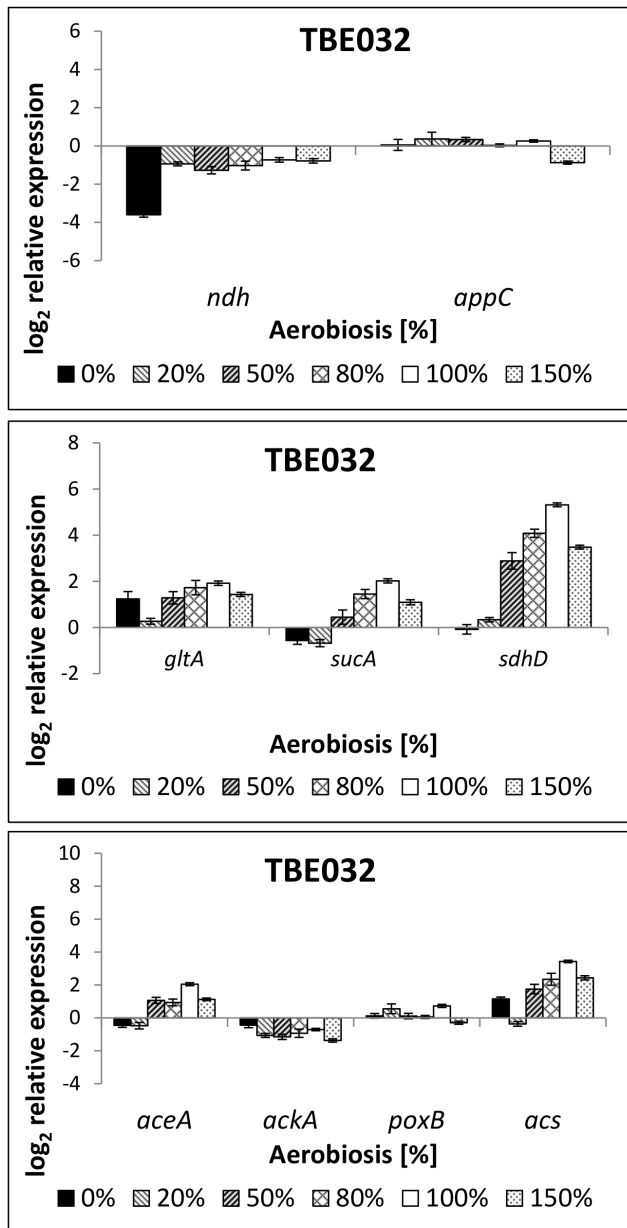 TBE032
log₂ relative expression
6
4
2
0
-2
-4
-6
ndh appC
Aerobiosis [%]
0% 20% 50% 80% 100% 150%
TBE032
log₂ relative expression
8
6
4
2
0
-2
gltA sucA sdhD
Aerobiosis [%]
0% 20% 50% 80% 100% 150%
TBE032
log₂ relative expression
10
8
6
4
2
0
-2
-4
aceA ackA poxB acs
Aerobiosis [%]
0% 20% 50% 80% 100% 150%